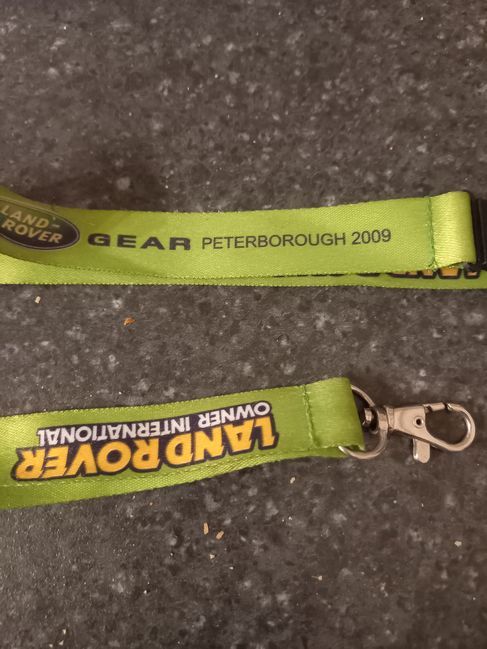 LAND
ROVER
GEAR PETERBOROUGH 2009
LAND ROVER
OWNER INTERNATIONAL